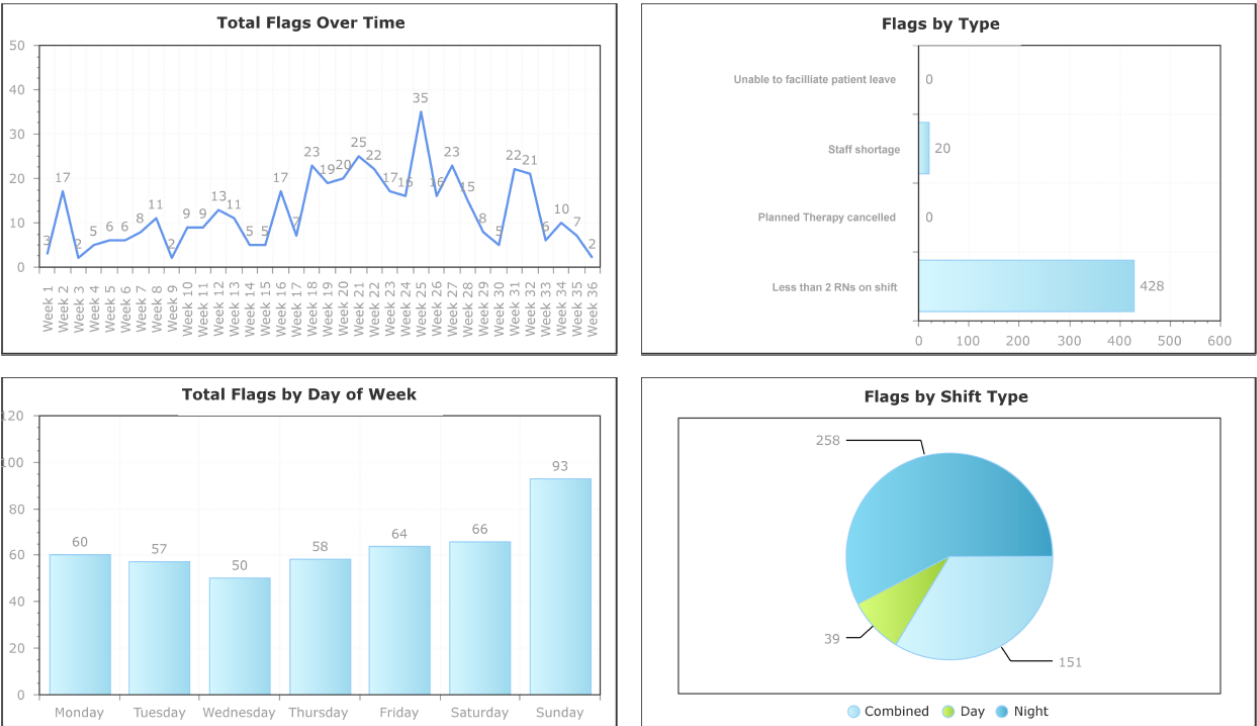 Total Flags Over Time
50
40
30
20
10
0
3
17
2
4
5
6
6
8
11
2
9
9
13
11
5
5
17
7
23
19
20
25
22
17
16
35
16
23
15
8
5
22
21
6
10
7
2
Week 1
Week 2
Week 3
Week 4
Week 5
Week 6
Week 7
Week 8
Week 9
Week 10
Week 11
Week 12
Week 13
Week 14
Week 15
Week 16
Week 17
Week 18
Week 19
Week 20
Week 21
Week 22
Week 23
Week 24
Week 25
Week 26
Week 27
Week 28
Week 29
Week 30
Week 31
Week 32
Week 33
Week 34
Week 35
Week 36
Flags by Type
Unable to facilliate patient leave
0
Staff shortage
20
Planned Therapy cancelled
0
Less than 2 RNs on shift
428
0 100 200 300 400 500 600
Total Flags by Day of Week
120
100
80
60
40
20
0
60
57
50
58
64
66
93
Monday Tuesday Wednesday Thursday Friday Saturday Sunday
Flags by Shift Type
258
39
151
Combined Day Night